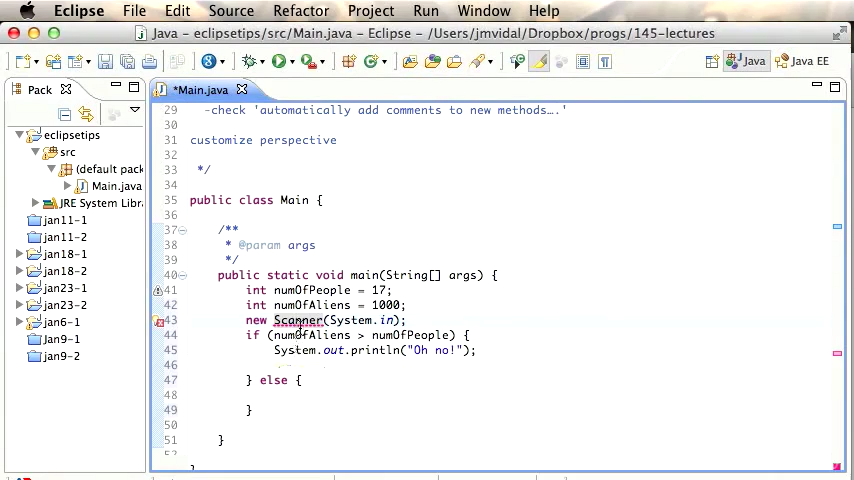 Eclipse File Edit Source Refactor Project Run Window Help
Java - eclipsetips/src/Main.java - Eclipse - /Users/jmvidal/Dropbox/progs/145-lectures
Java Java EE
Pack
eclipsetips
src
(default pack
Main.java
JRE System Libr
jan11-1
jan11-2
jan18-1
jan18-2
jan23-1
jan23-2
jan6-1
Jan9-1
jan9-2
*Main.java
29 -check 'automatically add comments to new methods….'
30
31 customize perspective
32
33 */
34
35 public class Main {
36
37 /**
38 * @param args
39 */
40 public static void main(String[] args) {
41 int numOfPeople = 17;
42 int numOfAliens = 1000;
43 new Scanner(System.in);
44 if (numOfAliens > numOfPeople) {
45 System.out.println("Oh no!");
46
47 } else {
48
49 }
50
51 }
52
}